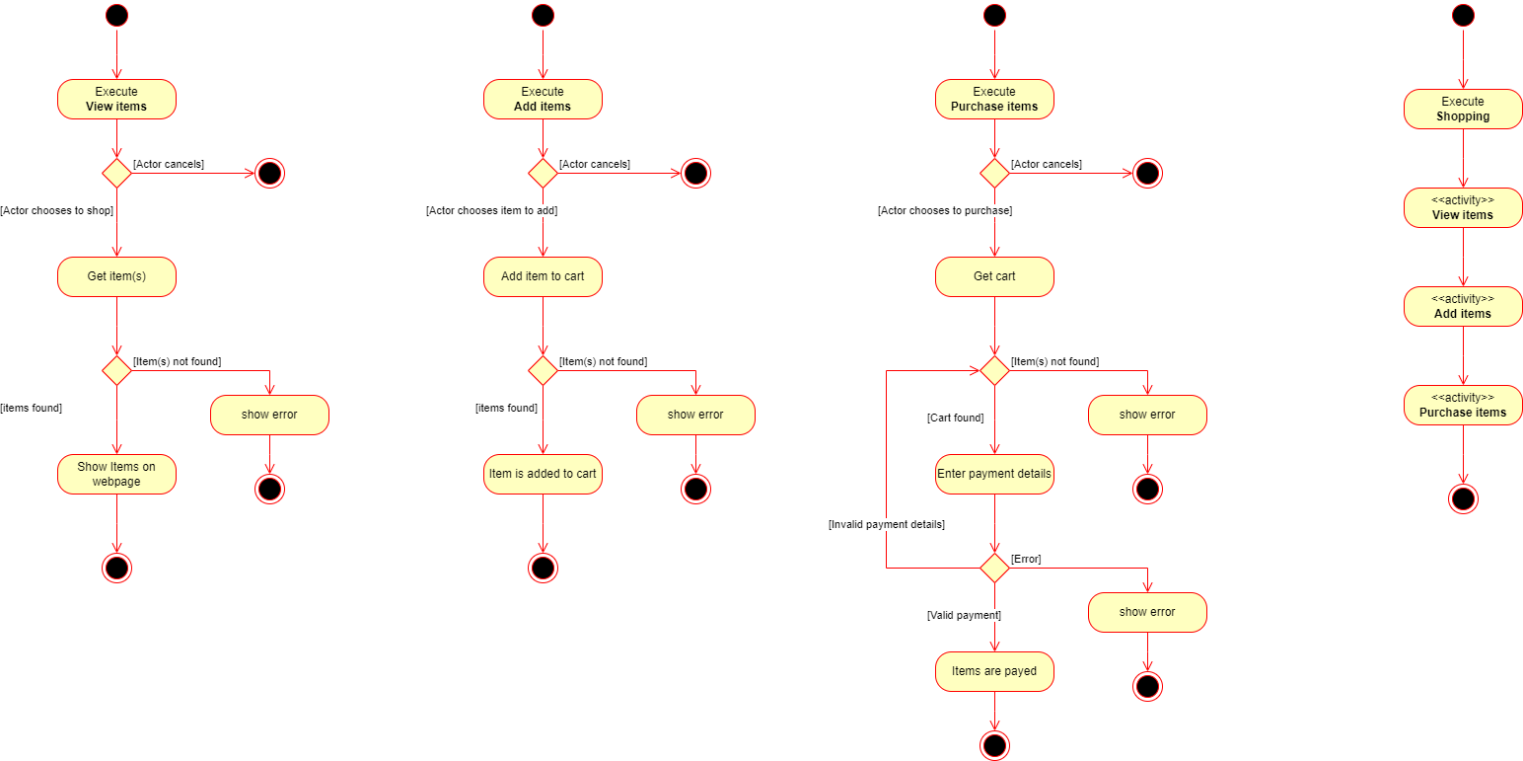 Execute
View items
[Actor cancels]
[Actor chooses to shop]
Get item(s)
[Item(s) not found]
[items found]
show error
Show Items on
webpage
Execute
Add items
[Actor cancels]
[Actor chooses item to add]
Add item to cart
[Item(s) not found]
[items found]
show error
Item is added to cart
Execute
Purchase items
[Actor cancels]
[Actor chooses to purchase]
Get cart
[Item(s) not found]
[Cart found]
show error
Enter payment details
[Invalid payment details]
[Error]
[Valid payment]
show error
Items are payed
Execute
Shopping
<<activity>>
View items
<<activity>>
Add items
<<activity>>
Purchase items